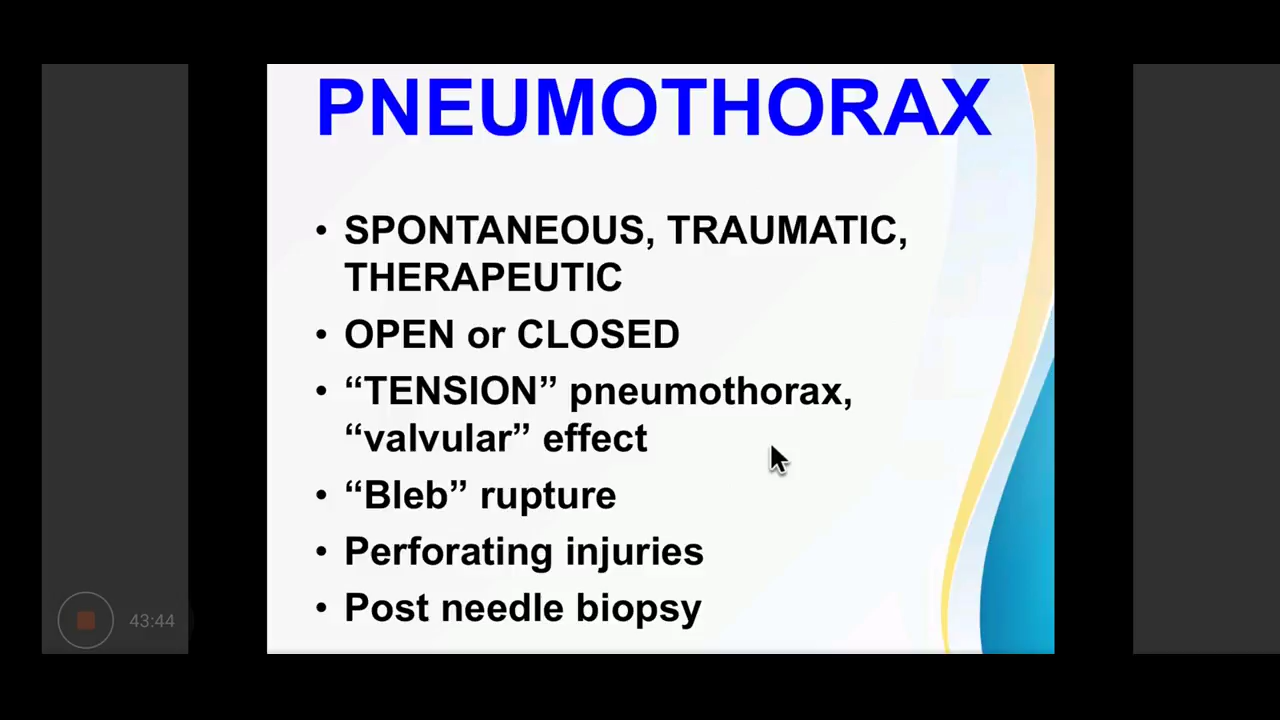 PNEUMOTHORAX
• SPONTANEOUS, TRAUMATIC,
THERAPEUTIC
• OPEN or CLOSED
• “TENSION” pneumothorax,
“valvular” effect
• “Bleb” rupture
• Perforating injuries
• Post needle biopsy
43:44